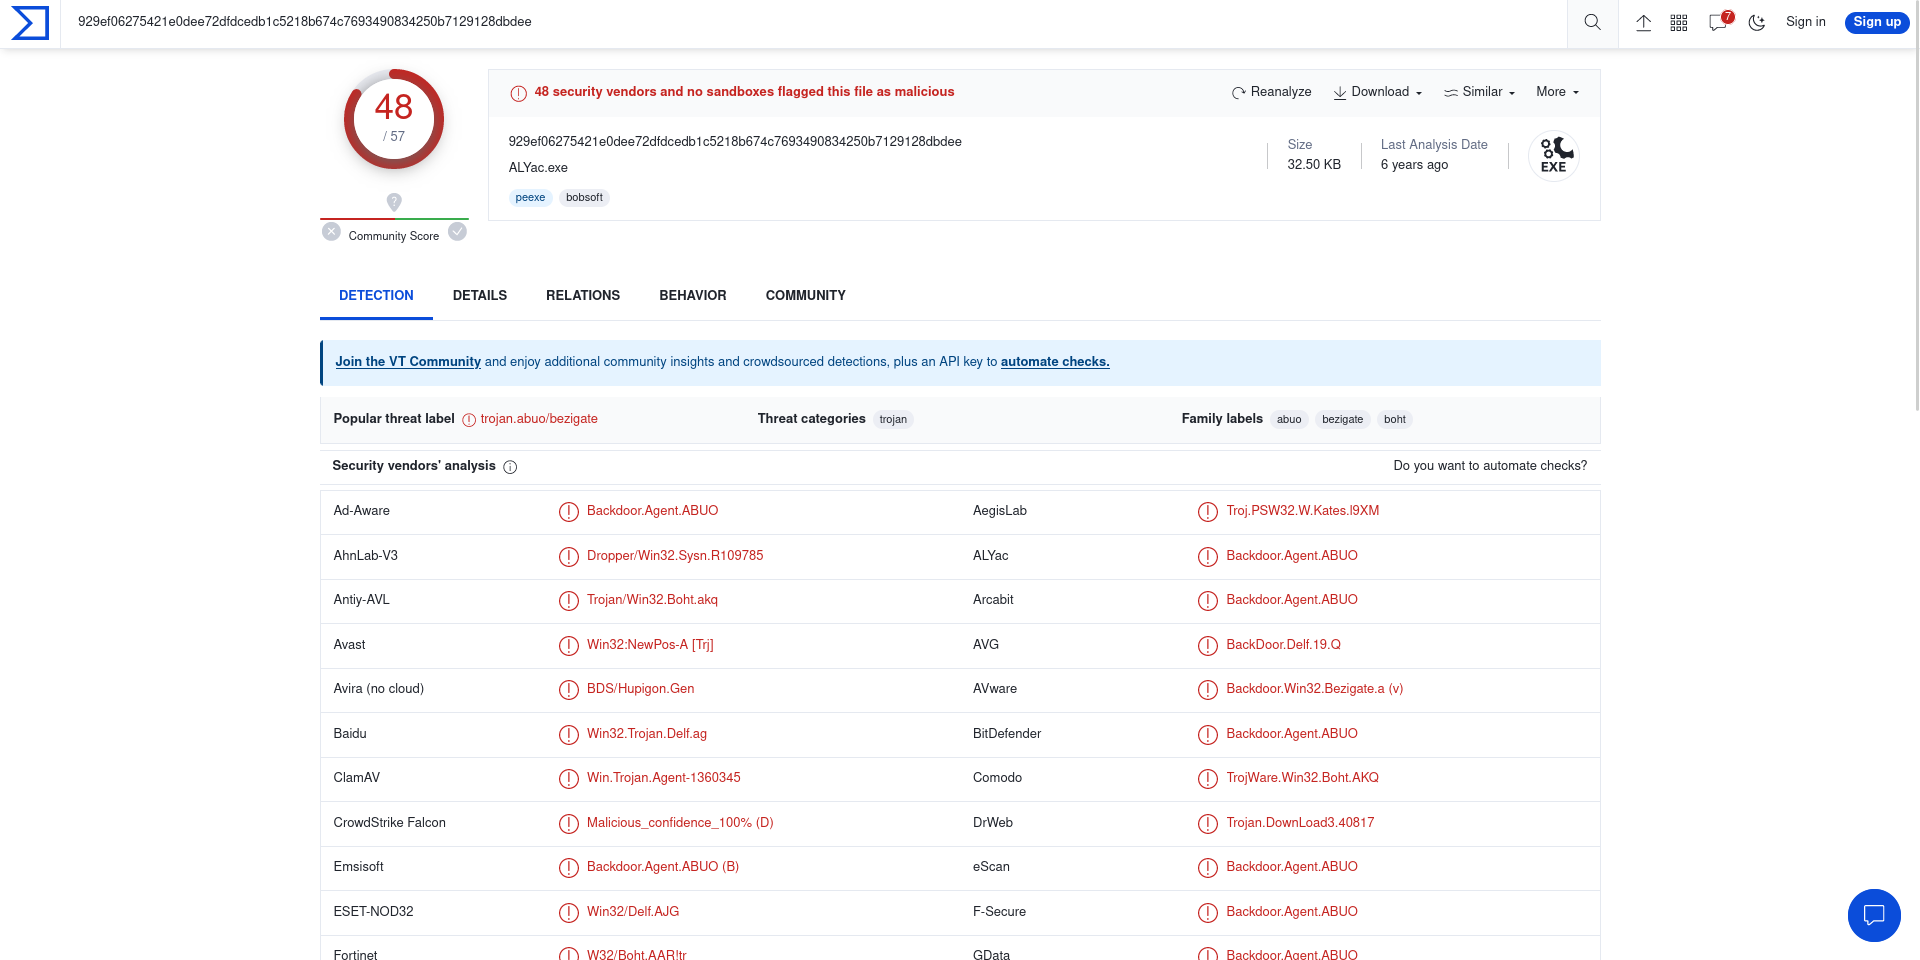 929ef06275421e0dee72dfdcedb1c5218b674c7693490834250b7129128dbdee
7
Sign in
Sign up
48
/ 57
?
Community Score
48 security vendors and no sandboxes flagged this file as malicious
Reanalyze
Download
Similar
More
929ef06275421e0dee72dfdcedb1c5218b674c7693490834250b7129128dbdee
ALYac.exe
peexe
bobsoft
Size
32.50 KB
Last Analysis Date
6 years ago
EXE
DETECTION
DETAILS
RELATIONS
BEHAVIOR
COMMUNITY
Join the VT Community and enjoy additional community insights and crowdsourced detections, plus an API key to automate checks.
Popular threat label trojan.abuo/bezigate
Threat categories trojan
Family labels abuo bezigate boht
Security vendors' analysis
Do you want to automate checks?
Ad-Aware Backdoor.Agent.ABUO AegisLab Troj.PSW32.W.Kates.l9XM
AhnLab-V3 Dropper/Win32.Sysn.R109785 ALYac Backdoor.Agent.ABUO
Antiy-AVL Trojan/Win32.Boht.akq Arcabit Backdoor.Agent.ABUO
Avast Win32:NewPos-A [Trj] AVG BackDoor.Delf.19.Q
Avira (no cloud) BDS/Hupigon.Gen AVware Backdoor.Win32.Bezigate.a (v)
Baidu Win32.Trojan.Delf.ag BitDefender Backdoor.Agent.ABUO
ClamAV Win.Trojan.Agent-1360345 Comodo TrojWare.Win32.Boht.AKQ
CrowdStrike Falcon Malicious_confidence_100% (D) DrWeb Trojan.DownLoad3.40817
Emsisoft Backdoor.Agent.ABUO (B) eScan Backdoor.Agent.ABUO
ESET-NOD32 Win32/Delf.AJG F-Secure Backdoor.Agent.ABUO
Fortinet W32/Boht.AAR!tr GData Backdoor.Agent.ABUO